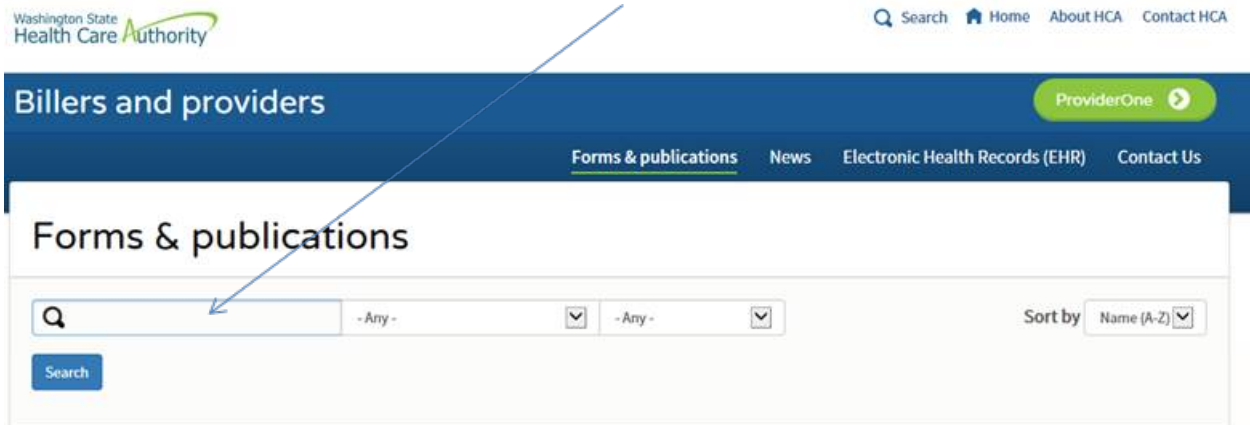 Washington State
Health Care Authority
Search Home About HCA Contact HCA
Billers and providers
ProviderOne
Forms & publications News Electronic Health Records (EHR) Contact Us
Forms & publications
- Any - - Any - Sort by Name (A-Z)
Search